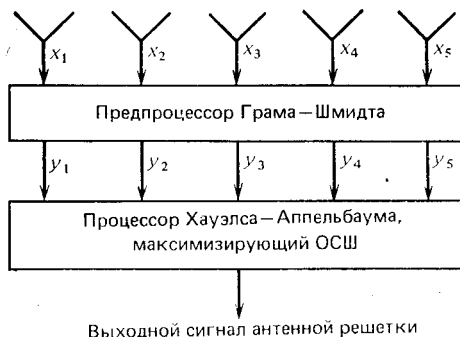 x1 x2 x3 x4 x5
Предпроцессор Грама—Шмидта
y1 y2 y3 y4 y5
Процессор Хауэлса—Аппельбаума,
максимизирующий ОСШ
Выходной сигнал антенной решетки